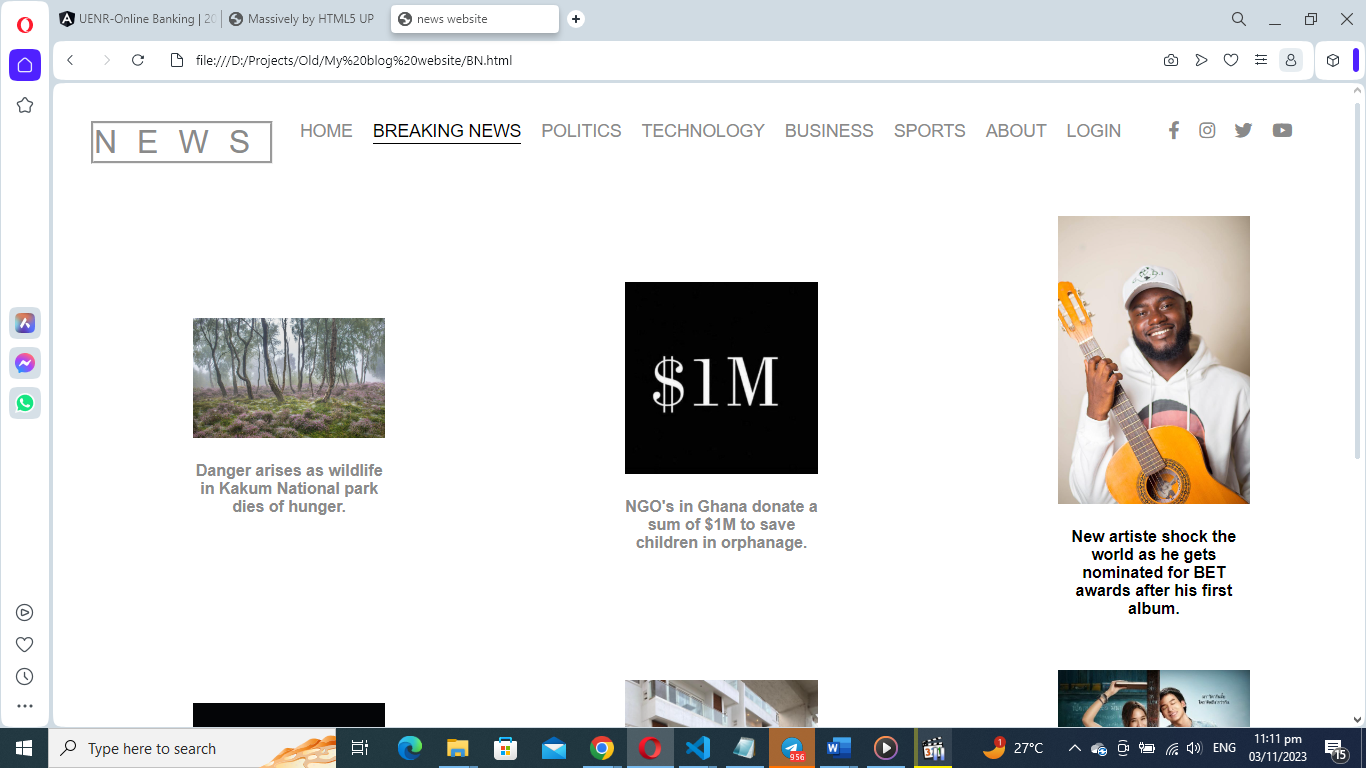 UENR-Online Banking | 20
Massively by HTML5 UP
news website
file:///D:/Projects/Old/My%20blog%20website/BN.html
N E W S
HOME
BREAKING NEWS
POLITICS
TECHNOLOGY
BUSINESS
SPORTS
ABOUT
LOGIN
$1M
Danger arises as wildlife
in Kakum National park
dies of hunger.
NGO's in Ghana donate a
sum of $1M to save
children in orphanage.
New artiste shock the
world as he gets
nominated for BET
awards after his first
album.
Type here to search
956
1
27°C
ENG
11:11 pm
03/11/2023
15